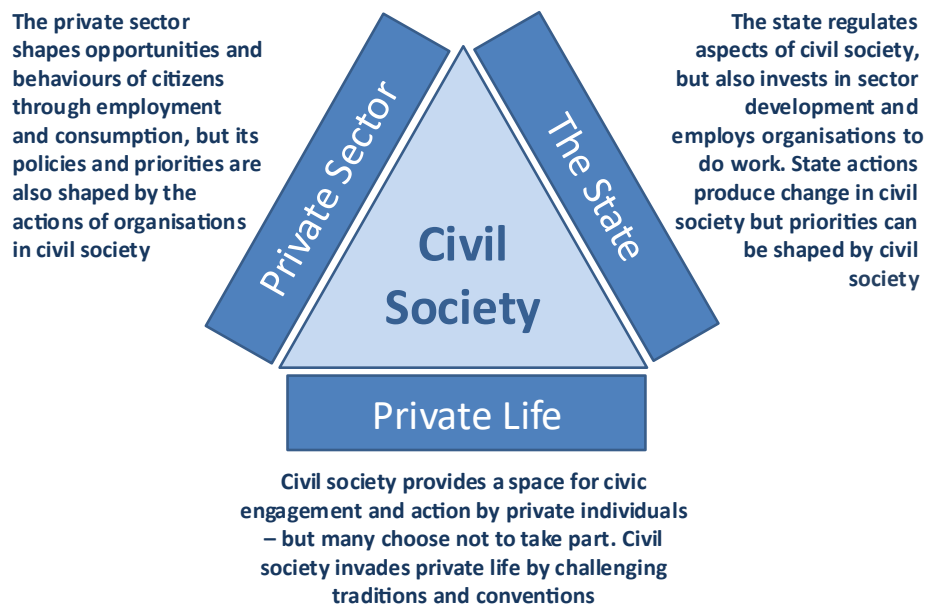 The private sector
shapes opportunities and
behaviours of citizens
through employment
and consumption, but its
policies and priorities are
also shaped by the
actions of organisations
in civil society
Private Sector
Civil
Society
The State
The state regulates
aspects of civil society,
but also invests in sector
development and
employs organisations to
do work. State actions
produce change in civil
society but priorities can
be shaped by civil
society
Private Life
Civil society provides a space for civic
engagement and action by private individuals
– but many choose not to take part. Civil
society invades private life by challenging
traditions and conventions